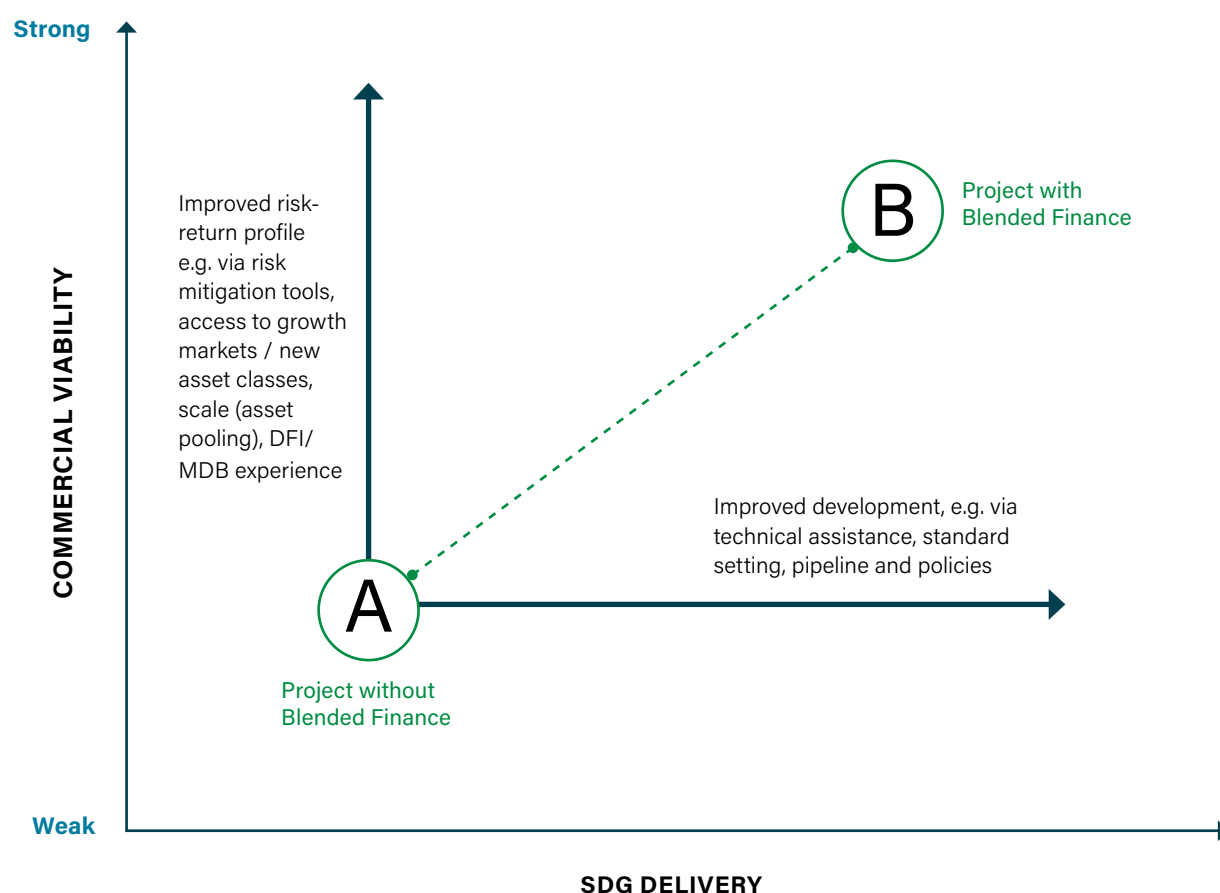 Strong
COMMERCIAL VIABILITY
Improved risk-
return profile
e.g. via risk
mitigation tools,
access to growth
markets / new
asset classes,
scale (asset
pooling), DFI/
MDB experience
B
Project with
Blended Finance
Improved development, e.g. via
technical assistance, standard
setting, pipeline and policies
A
Project without
Blended Finance
Weak
SDG DELIVERY